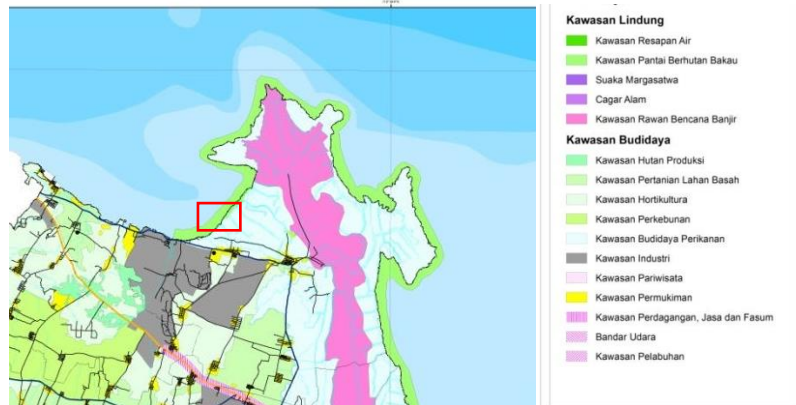 Kawasan Lindung
Kawasan Resapan Air
Kawasan Pantai Berhutan Bakau
Suaka Margasatwa
Cagar Alam
Kawasan Rawan Bencana Banjir
Kawasan Budidaya
Kawasan Hutan Produksi
Kawasan Pertanian Lahan Basah
Kawasan Hortikultura
Kawasan Perkebunan
Kawasan Budidaya Perikanan
Kawasan Industri
Kawasan Pariwisata
Kawasan Permukiman
Kawasan Perdagangan, Jasa dan Fasum
Bandar Udara
Kawasan Pelabuhan